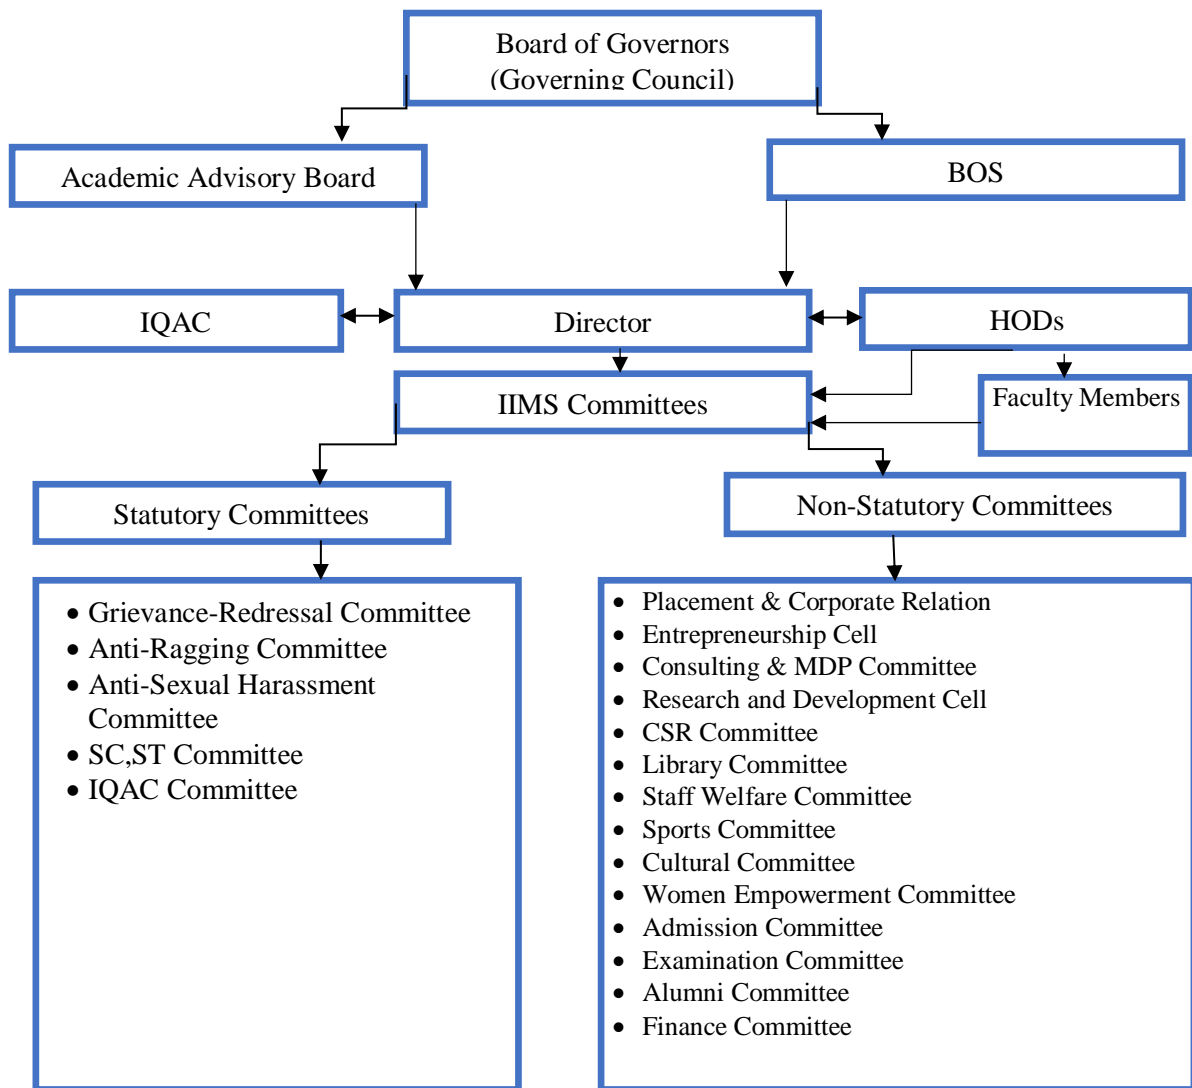 Board of Governors
(Governing Council)
Academic Advisory Board
BOS
IQAC
Director
HODs
IIMS Committees
Faculty Members
Statutory Committees
Non-Statutory Committees
• Grievance-Redressal Committee
• Anti-Ragging Committee
• Anti-Sexual Harassment
Committee
• SC,ST Committee
• IQAC Committee
• Placement & Corporate Relation
• Entrepreneurship Cell
• Consulting & MDP Committee
• Research and Development Cell
• CSR Committee
• Library Committee
• Staff Welfare Committee
• Sports Committee
• Cultural Committee
• Women Empowerment Committee
• Admission Committee
• Examination Committee
• Alumni Committee
• Finance Committee